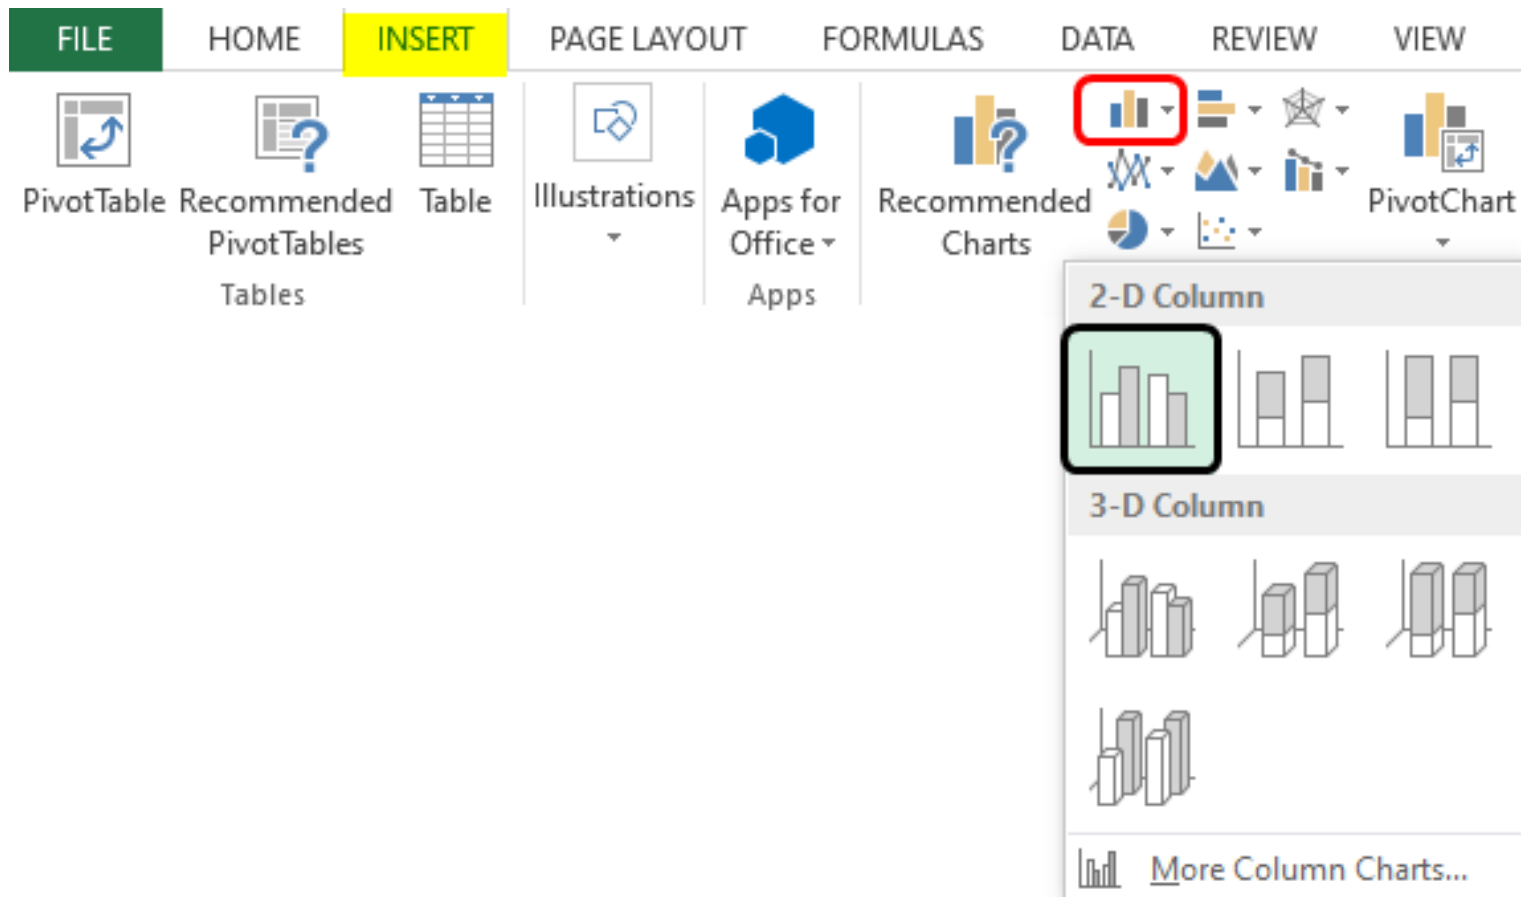 FILE HOME INSERT PAGE LAYOUT FORMULAS DATA REVIEW VIEW
PivotTable
Recommended
PivotTables
Table
Tables
Illustrations
Apps for
Office
Apps
Recommended
Charts
PivotChart
2-D Column
3-D Column
More Column Charts...